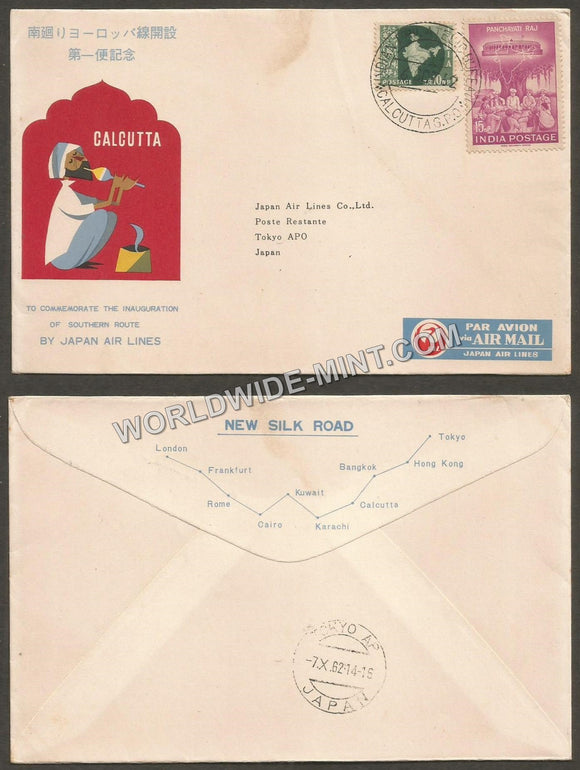 南廻りヨーロッパ線開設
第一便記念
CALCUTTA
TO COMMEMORATE THE INAUGURATION
OF SOUTHERN ROUTE
BY JAPAN AIR LINES
POSTAGE
CALCUTTA G.P.O.
PANCHAYATI RAJ
15
INDIA POSTAGE
Japan Air Lines Co.,Ltd.
Poste Restante
Tokyo APO
Japan
PAR AVION
via AIR MAIL
JAPAN AIR LINES
WORLDWIDE-MINT.COM
NEW SILK ROAD
London
Frankfurt
Rome
Cairo
Kuwait
Karachi
Calcutta
Bangkok
Hong Kong
Tokyo
TOKYO AP
-7.X.62·14-16
JAPAN